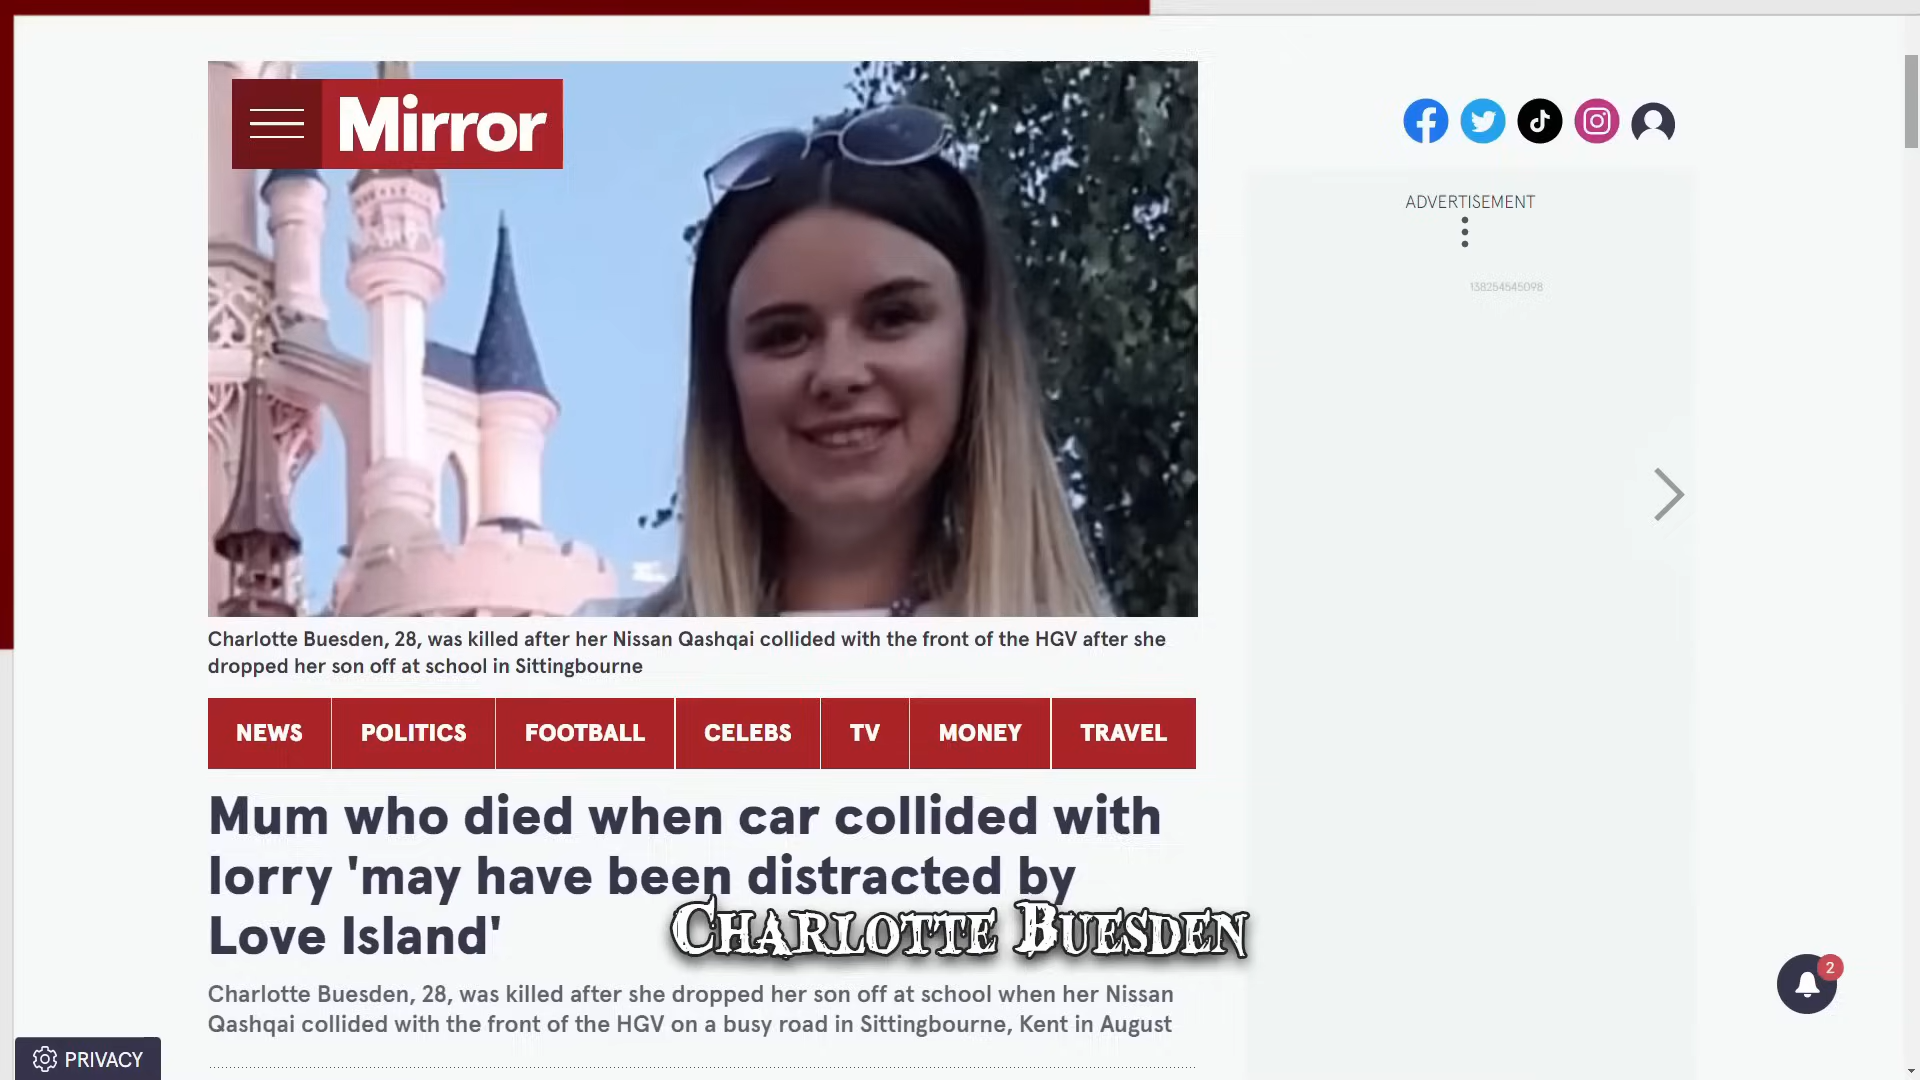 Mirror
ADVERTISEMENT
138254545098
Charlotte Buesden, 28, was killed after her Nissan Qashqai collided with the front of the HGV after she
dropped her son off at school in Sittingbourne
NEWS POLITICS FOOTBALL CELEBS TV MONEY TRAVEL
Mum who died when car collided with
lorry 'may have been distracted by
Love Island'
CHARLOTTE BUESDEN
Charlotte Buesden, 28, was killed after she dropped her son off at school when her Nissan
Qashqai collided with the front of the HGV on a busy road in Sittingbourne, Kent in August
2
PRIVACY